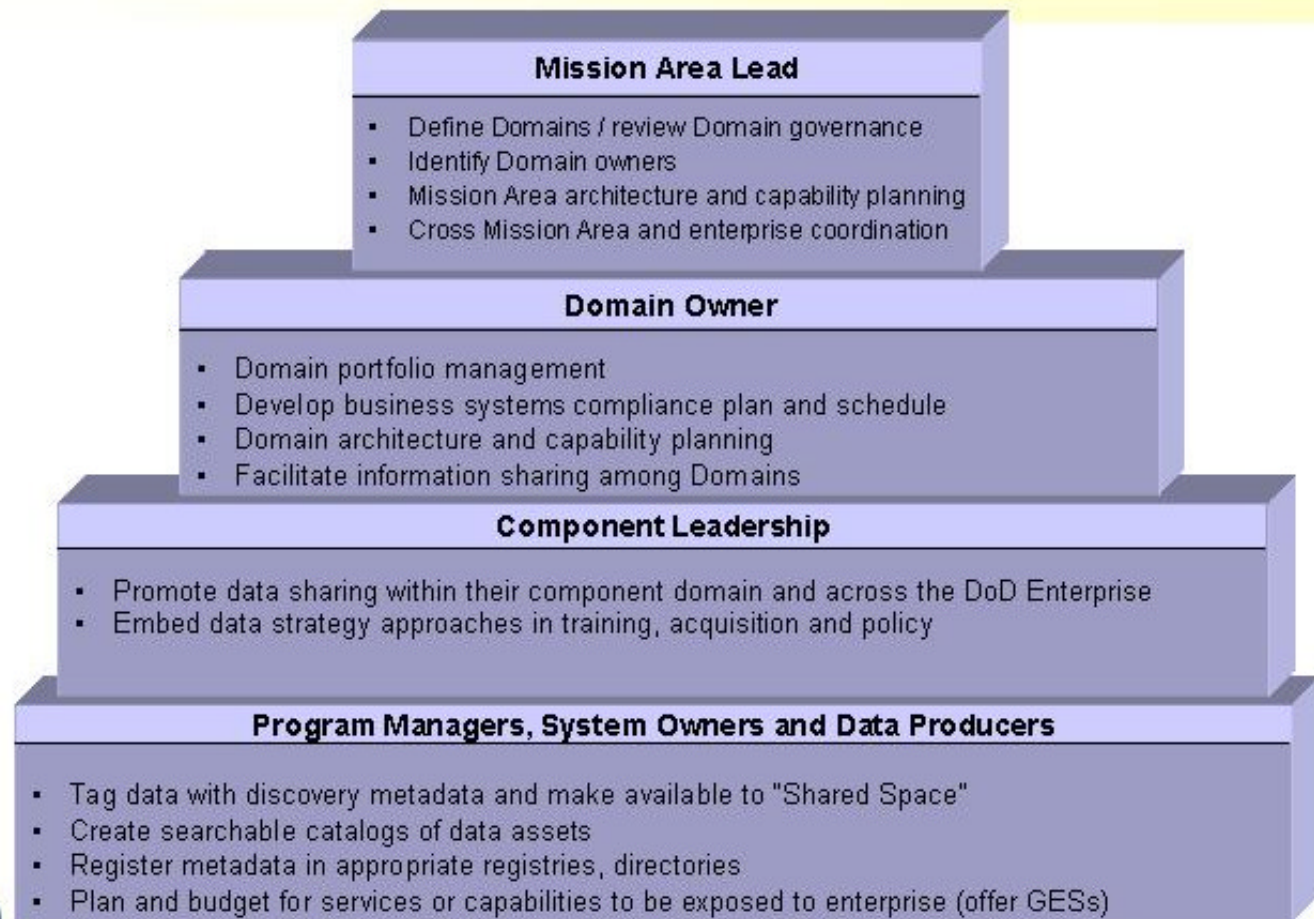 Mission Area Lead
▪ Define Domains / review Domain governance
▪ Identify Domain owners
▪ Mission Area architecture and capability planning
▪ Cross Mission Area and enterprise coordination
Domain Owner
▪ Domain portfolio management
▪ Develop business systems compliance plan and schedule
▪ Domain architecture and capability planning
▪ Facilitate information sharing among Domains
Component Leadership
▪ Promote data sharing within their component domain and across the DoD Enterprise
▪ Embed data strategy approaches in training, acquisition and policy
Program Managers, System Owners and Data Producers
▪ Tag data with discovery metadata and make available to "Shared Space"
▪ Create searchable catalogs of data assets
▪ Register metadata in appropriate registries, directories
▪ Plan and budget for services or capabilities to be exposed to enterprise (offer GESs)